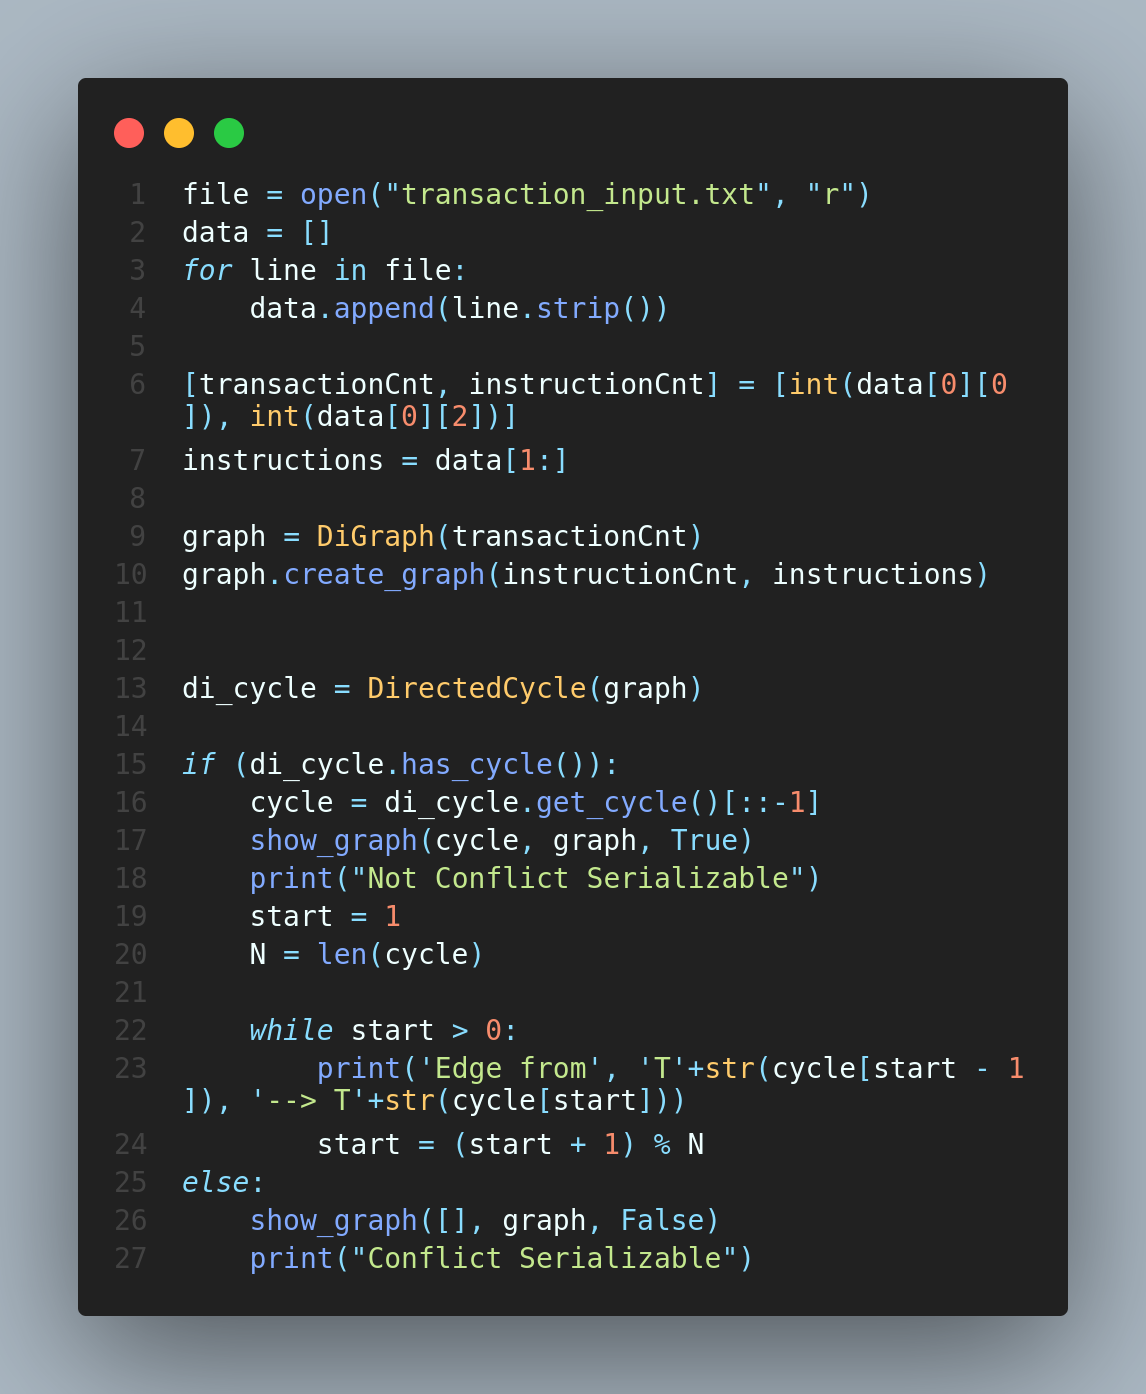 1 file = open("transaction_input.txt", "r")
2 data = []
3 for line in file:
4     data.append(line.strip())
5
6 [transactionCnt, instructionCnt] = [int(data[0][0
]), int(data[0][2])]
7 instructions = data[1:]
8
9 graph = DiGraph(transactionCnt)
10 graph.create_graph(instructionCnt, instructions)
11
12
13 di_cycle = DirectedCycle(graph)
14
15 if (di_cycle.has_cycle()):
16     cycle = di_cycle.get_cycle()[::-1]
17     show_graph(cycle, graph, True)
18     print("Not Conflict Serializable")
19     start = 1
20     N = len(cycle)
21
22     while start > 0:
23         print('Edge from', 'T'+str(cycle[start - 1
]), '--> T'+str(cycle[start]))
24         start = (start + 1) % N
25 else:
26     show_graph([], graph, False)
27     print("Conflict Serializable")